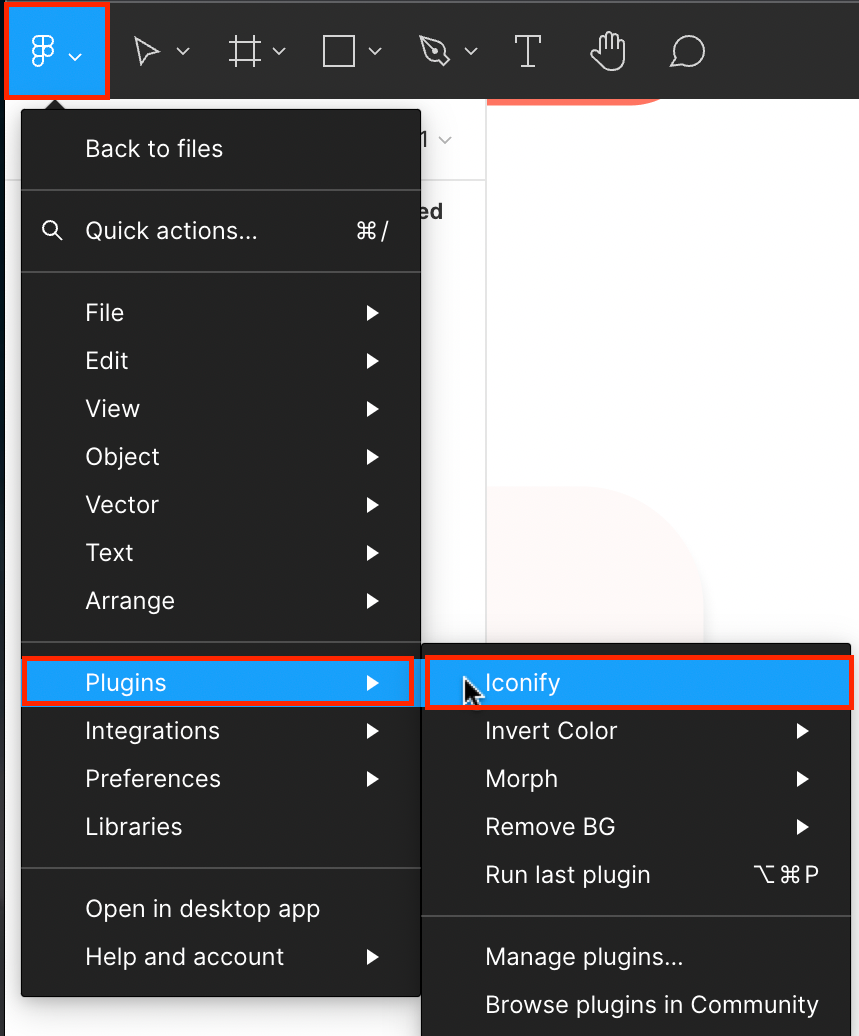 1
ed
Back to files
Quick actions... ⌘/
File
Edit
View
Object
Vector
Text
Arrange
Plugins
Integrations
Preferences
Libraries
Open in desktop app
Help and account
Iconify
Invert Color
Morph
Remove BG
Run last plugin ⌥⌘P
Manage plugins...
Browse plugins in Community